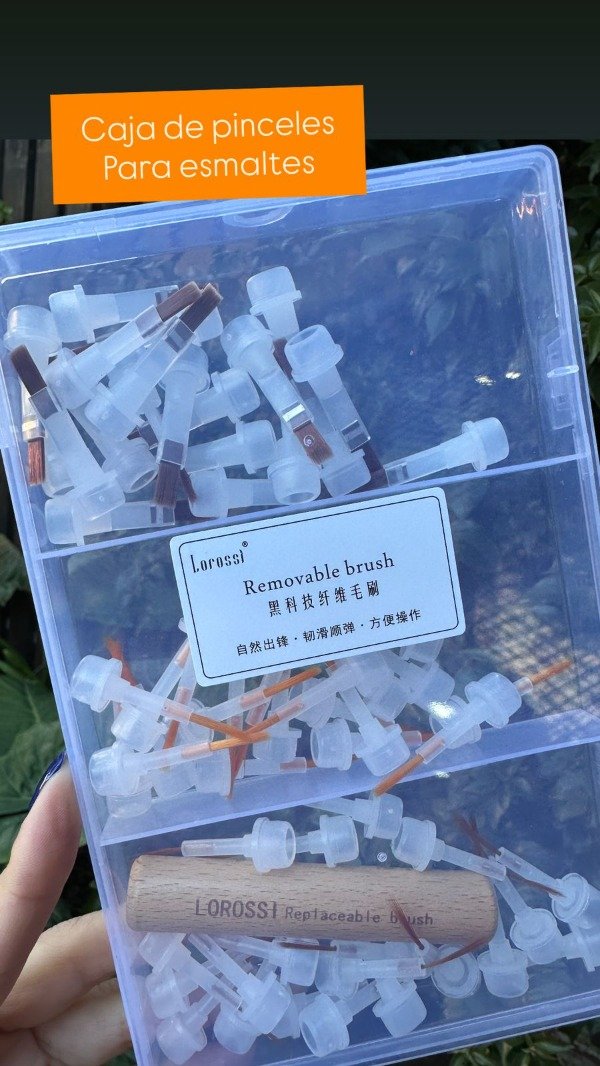 Caja de pinceles
Para esmaltes
Lorossi®
Removable brush
黑科技纤维毛刷
自然出锋·韧滑顺弹·方便操作
LOROSSI Replaceable brush